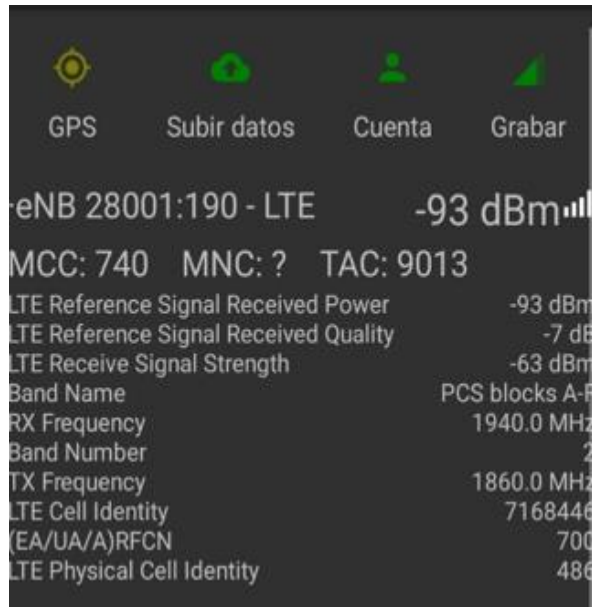 GPS Subir datos Cuenta Grabar
eNB 28001:190 - LTE -93 dBm
MCC: 740 MNC: ? TAC: 9013
LTE Reference Signal Received Power -93 dBm
LTE Reference Signal Received Quality -7 dB
LTE Receive Signal Strength -63 dBm
Band Name PCS blocks A-F
RX Frequency 1940.0 MHz
Band Number 2
TX Frequency 1860.0 MHz
LTE Cell Identity 7168446
(EA/UA/A)RFCN 700
LTE Physical Cell Identity 486